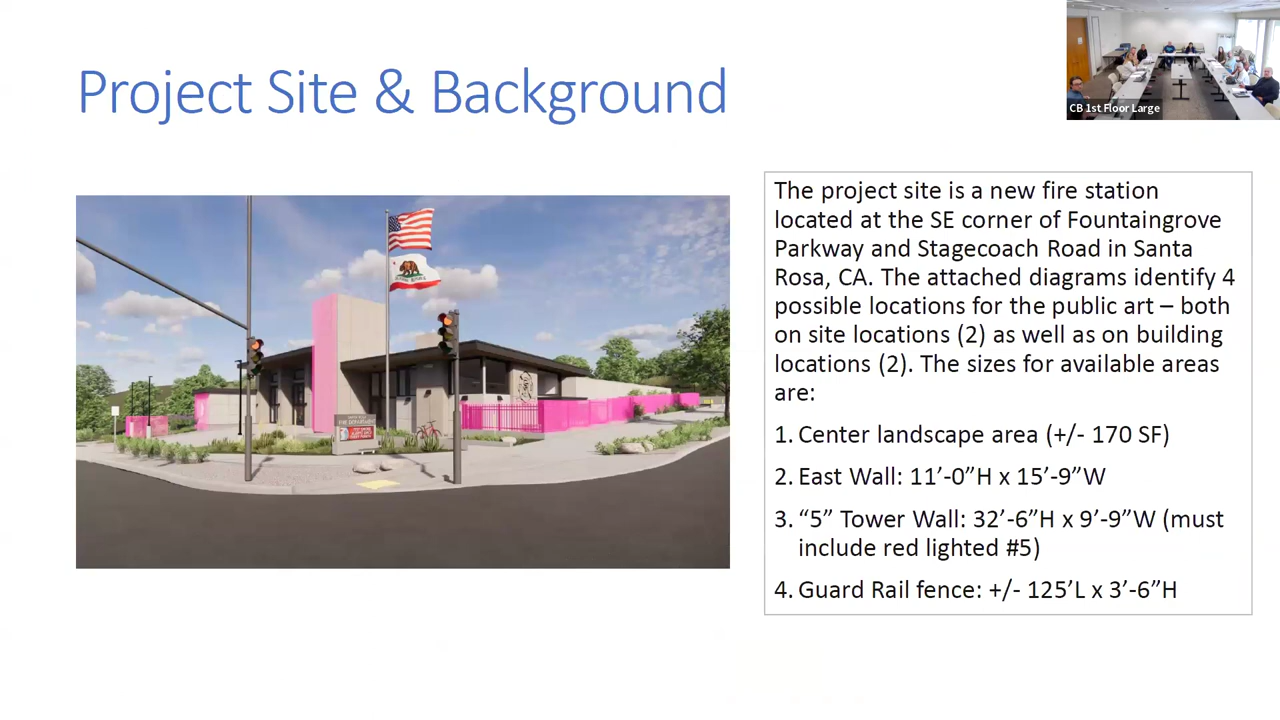 Project Site & Background
CB 1st Floor Large
The project site is a new fire station
located at the SE corner of Fountaingrove
Parkway and Stagecoach Road in Santa
Rosa, CA. The attached diagrams identify 4
possible locations for the public art – both
on site locations (2) as well as on building
locations (2). The sizes for available areas
are:
1. Center landscape area (+/- 170 SF)
2. East Wall: 11’-0”H x 15’-9”W
3. “5” Tower Wall: 32’-6”H x 9’-9”W (must
include red lighted #5)
4. Guard Rail fence: +/- 125’L x 3’-6”H